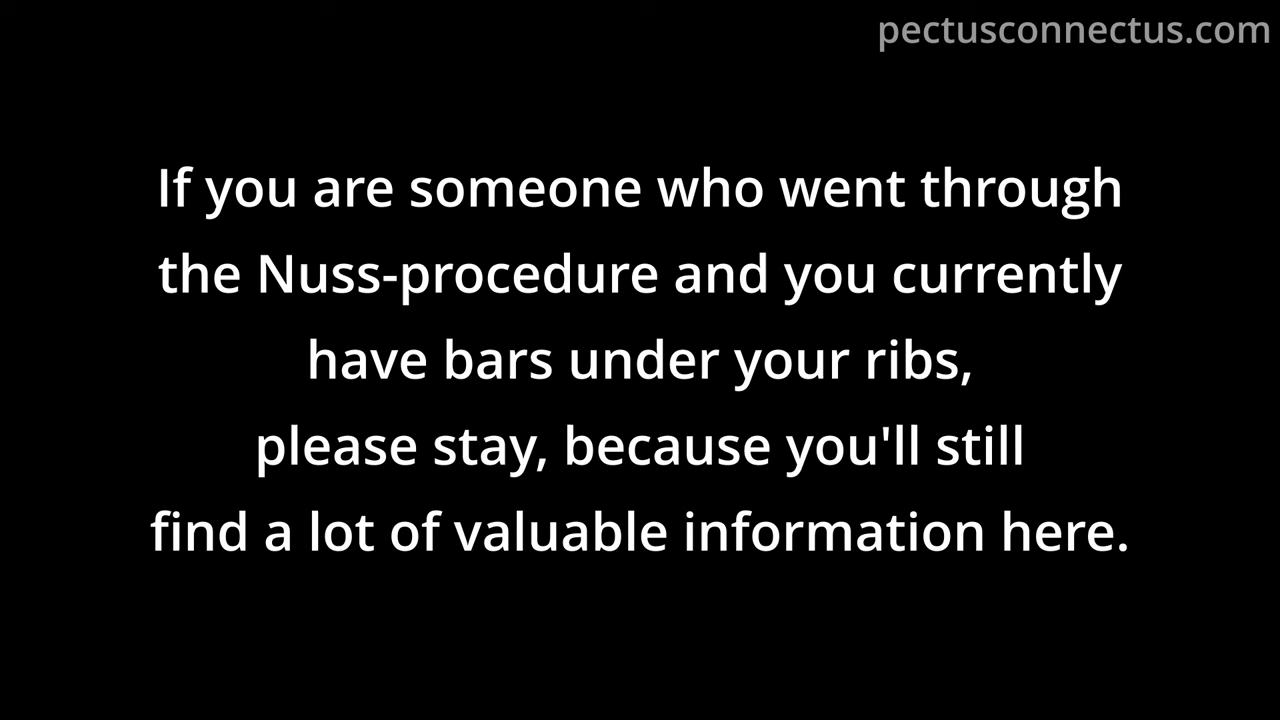 pectusconnectus.com
If you are someone who went through
the Nuss-procedure and you currently
have bars under your ribs,
please stay, because you'll still
find a lot of valuable information here.